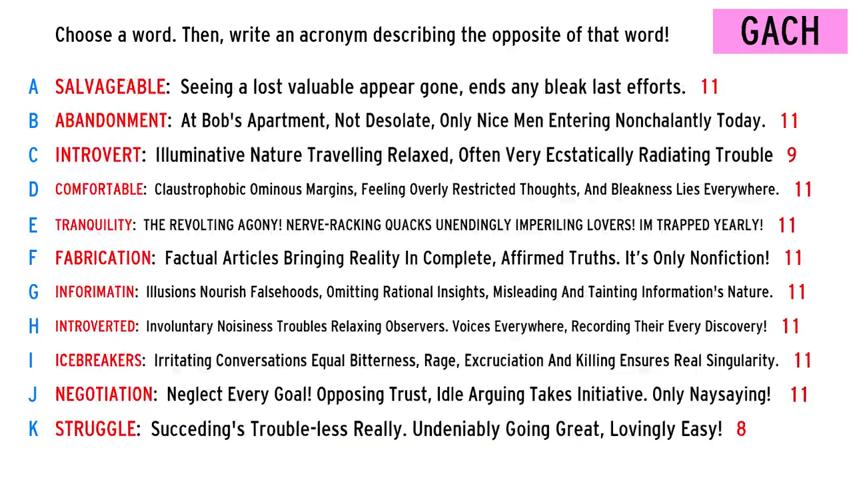 Choose a word. Then, write an acronym describing the opposite of that word!
GACH
A SALVAGEABLE: Seeing a lost valuable appear gone, ends any bleak last efforts. 11
B ABANDONMENT: At Bob's Apartment, Not Desolate, Only Nice Men Entering Nonchalantly Today. 11
C INTROVERT: Illuminative Nature Travelling Relaxed, Often Very Ecstatically Radiating Trouble 9
D COMFORTABLE: Claustrophobic Ominous Margins, Feeling Overly Restricted Thoughts, And Bleakness Lies Everywhere. 11
E TRANQUILITY: THE REVOLTING AGONY! NERVE-RACKING QUACKS UNENDINGLY IMPERILING LOVERS! IM TRAPPED YEARLY! 11
F FABRICATION: Factual Articles Bringing Reality In Complete, Affirmed Truths. It’s Only Nonfiction! 11
G INFORIMATIN: Illusions Nourish Falsehoods, Omitting Rational Insights, Misleading And Tainting Information's Nature. 11
H INTROVERTED: Involuntary Noisiness Troubles Relaxing Observers. Voices Everywhere, Recording Their Every Discovery! 11
I ICEBREAKERS: Irritating Conversations Equal Bitterness, Rage, Excruciation And Killing Ensures Real Singularity. 11
J NEGOTIATION: Neglect Every Goal! Opposing Trust, Idle Arguing Takes Initiative. Only Naysaying! 11
K STRUGGLE: Succeding's Trouble-less Really. Undeniably Going Great, Lovingly Easy! 8